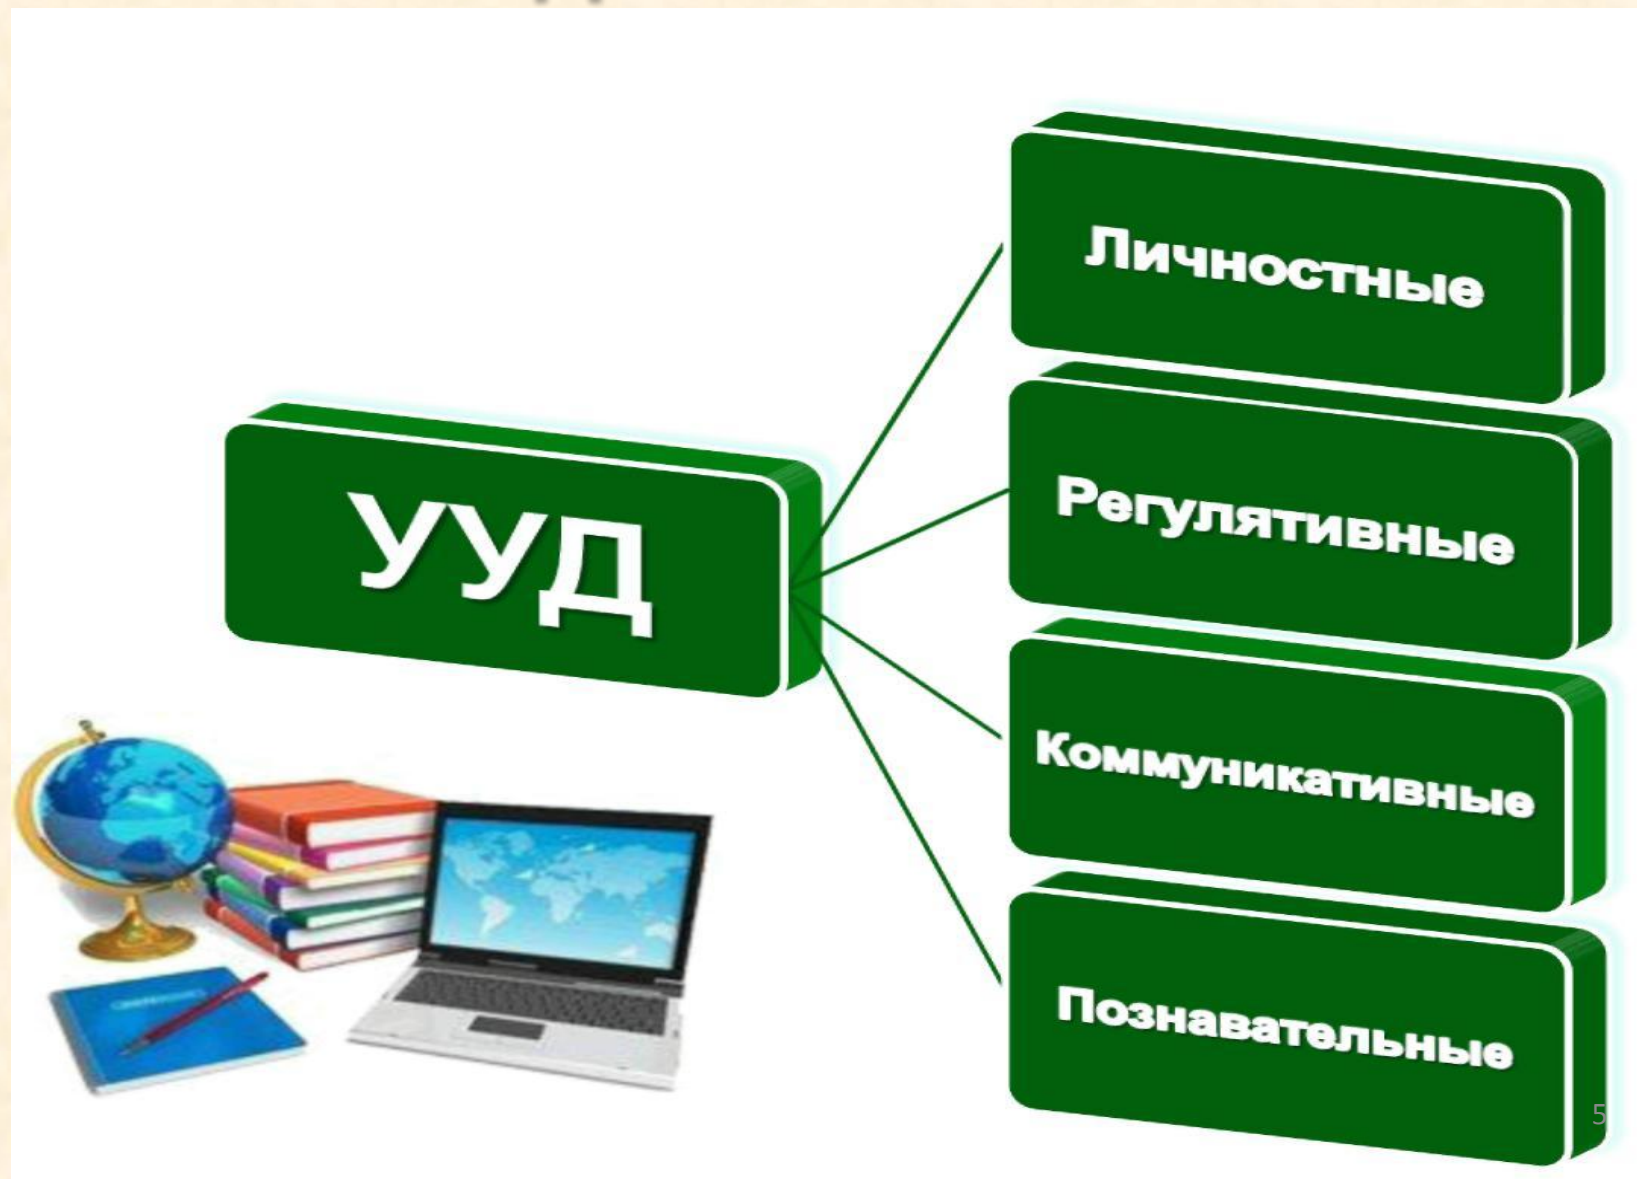 УУД
Личностные
Регулятивные
Коммуникативные
Познавательные
5